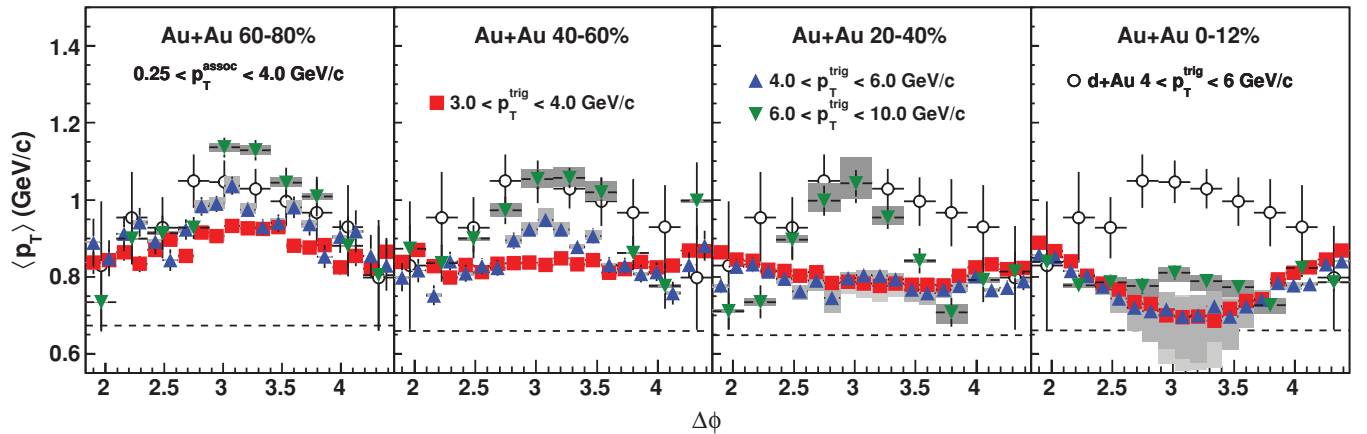 Au+Au 60-80%
0.25 < p_T^assoc < 4.0 GeV/c
Au+Au 40-60%
3.0 < p_T^trig < 4.0 GeV/c
Au+Au 20-40%
4.0 < p_T^trig < 6.0 GeV/c
6.0 < p_T^trig < 10.0 GeV/c
Au+Au 0-12%
d+Au 4 < p_T^trig < 6 GeV/c
⟨p_T⟩ (GeV/c)
1.4
1.2
1
0.8
0.6
2 2.5 3 3.5 4
2 2.5 3 3.5 4
2 2.5 3 3.5 4
2 2.5 3 3.5 4
Δϕ